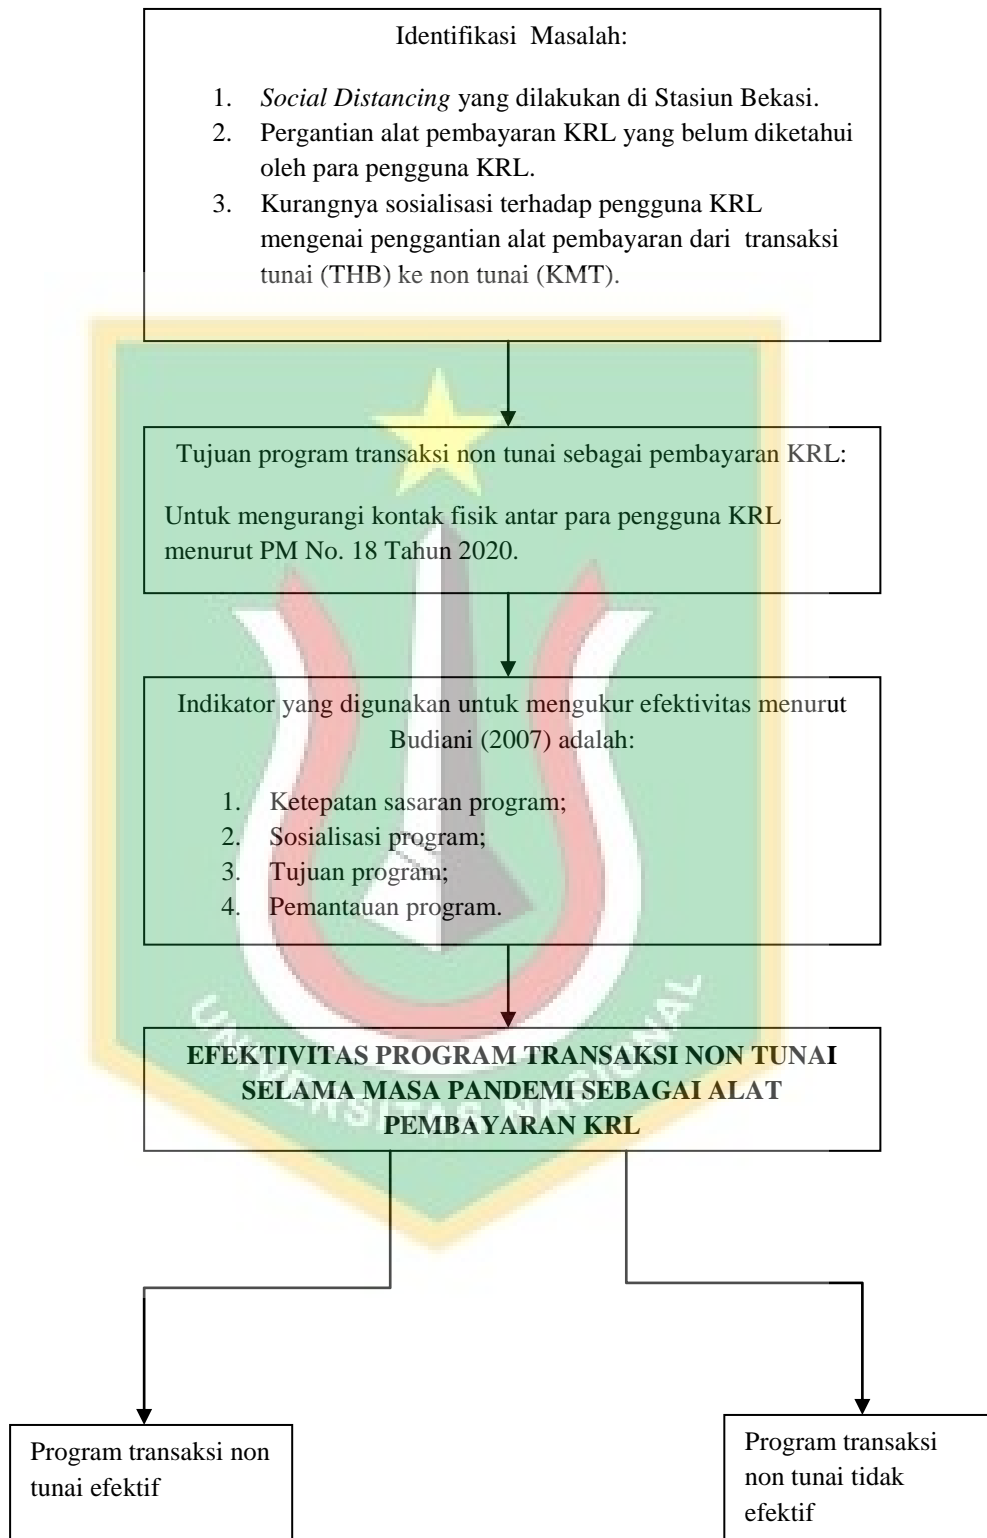 Identifikasi Masalah:
1. Social Distancing yang dilakukan di Stasiun Bekasi.
2. Pergantian alat pembayaran KRL yang belum diketahui
oleh para pengguna KRL.
3. Kurangnya sosialisasi terhadap pengguna KRL
mengenai penggantian alat pembayaran dari transaksi
tunai (THB) ke non tunai (KMT).
Tujuan program transaksi non tunai sebagai pembayaran KRL:
Untuk mengurangi kontak fisik antar para pengguna KRL
menurut PM No. 18 Tahun 2020.
Indikator yang digunakan untuk mengukur efektivitas menurut
Budiani (2007) adalah:
1. Ketepatan sasaran program;
2. Sosialisasi program;
3. Tujuan program;
4. Pemantauan program.
UNIVERSITAS NASIONAL
EFEKTIVITAS PROGRAM TRANSAKSI NON TUNAI
SELAMA MASA PANDEMI SEBAGAI ALAT
PEMBAYARAN KRL
Program transaksi non
tunai efektif
Program transaksi
non tunai tidak
efektif